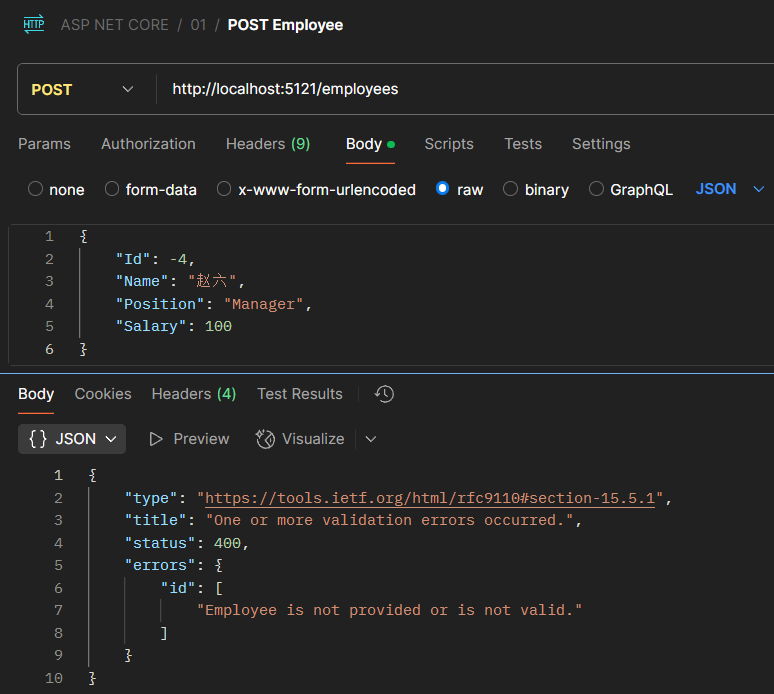 HTTP ASP NET CORE / 01 / POST Employee
POST http://localhost:5121/employees
Params Authorization Headers (9) Body Scripts Tests Settings
none form-data x-www-form-urlencoded raw binary GraphQL JSON
1 {
2 "Id": -4,
3 "Name": "赵六",
4 "Position": "Manager",
5 "Salary": 100
6 }
Body Cookies Headers (4) Test Results
{} JSON Preview Visualize
1 {
2 "type": "https://tools.ietf.org/html/rfc9110#section-15.5.1",
3 "title": "One or more validation errors occurred.",
4 "status": 400,
5 "errors": {
6 "id": [
7 "Employee is not provided or is not valid."
8 ]
9 }
10 }